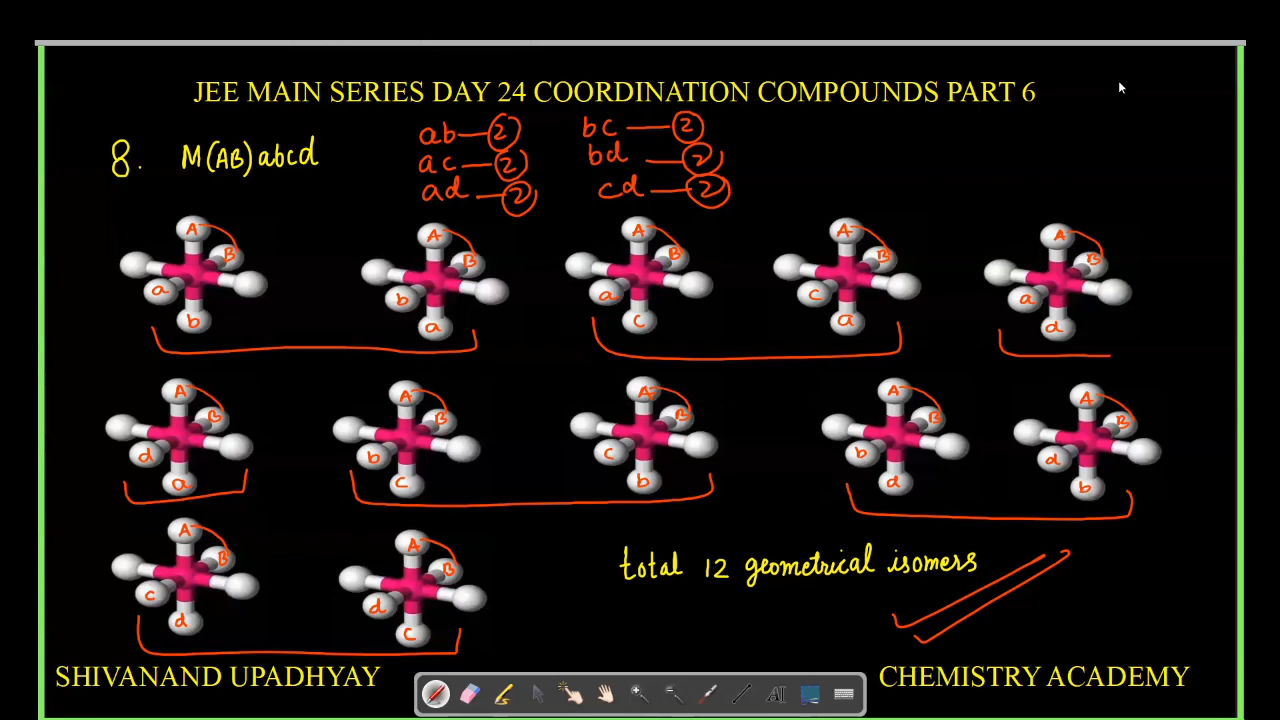 JEE MAIN SERIES DAY 24 COORDINATION COMPOUNDS PART 6
8. M(AB)abcd
ab—2
ac—2
ad—2
bc—2
bd—2
cd—2
A B a b
A B b a
A B a c
A B c a
A B a d
A B d a
A B b c
A B c b
A B b d
A B d b
A B c d
A B d c
total 12 geometrical isomers
SHIVANAND UPADHYAY
CHEMISTRY ACADEMY
AI